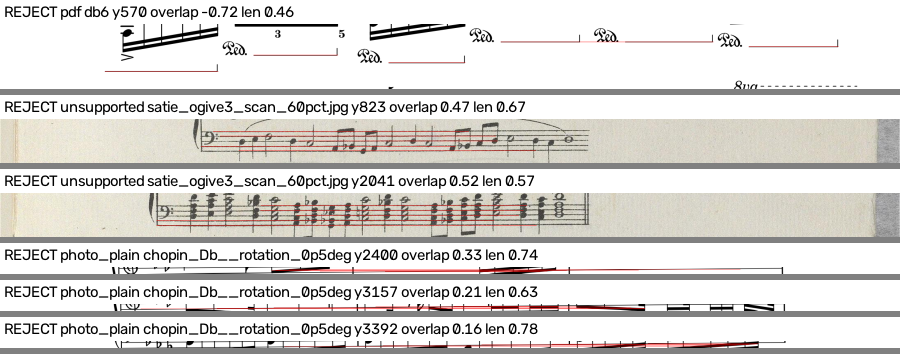 REJECT pdf db6 y570 overlap -0.72 len 0.46
3 5
Ped. Ped. Ped. Ped. Ped.
8va
REJECT unsupported satie_ogive3_scan_60pct.jpg y823 overlap 0.47 len 0.67
REJECT unsupported satie_ogive3_scan_60pct.jpg y2041 overlap 0.52 len 0.57
REJECT photo_plain chopin_Db__rotation_0p5deg y2400 overlap 0.33 len 0.74
REJECT photo_plain chopin_Db__rotation_0p5deg y3157 overlap 0.21 len 0.63
REJECT photo_plain chopin_Db__rotation_0p5deg y3392 overlap 0.16 len 0.78